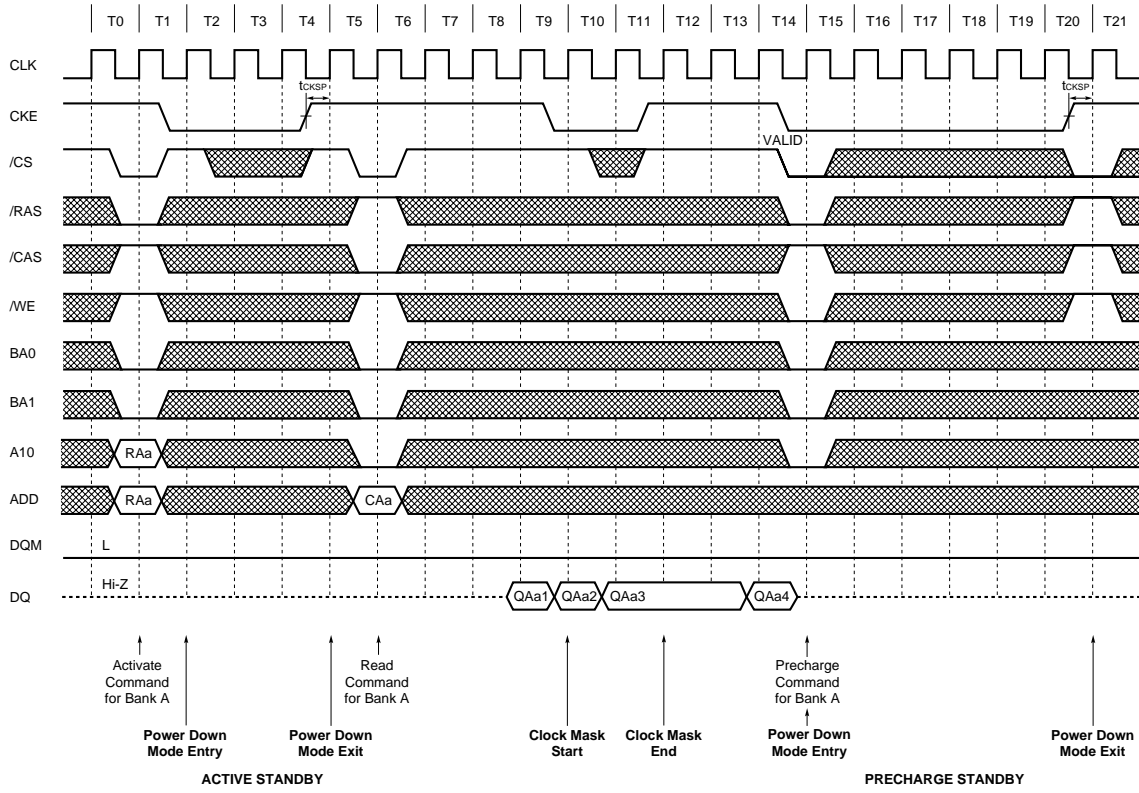 T0 T1 T2 T3 T4 T5 T6 T7 T8 T9 T10 T11 T12 T13 T14 T15 T16 T17 T18 T19 T20 T21
CLK
tCKSP tCKSP
CKE
VALID
/CS
/RAS
/CAS
/WE
BA0
BA1
A10 RAa
ADD RAa CAa
DQM L
Hi-Z
DQ QAa1 QAa2 QAa3 QAa4
Activate Command for Bank A
Read Command for Bank A
Precharge Command for Bank A
Power Down Mode Entry
Power Down Mode Exit
Clock Mask Start
Clock Mask End
Power Down Mode Entry
Power Down Mode Exit
ACTIVE STANDBY PRECHARGE STANDBY